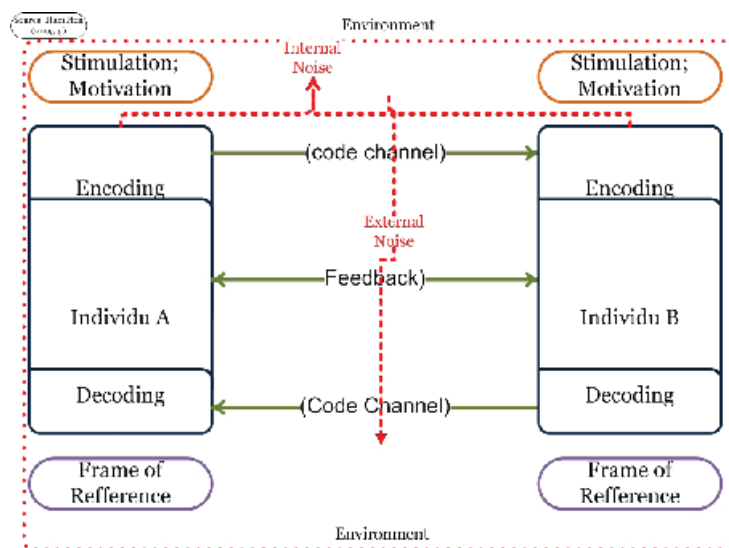 Environment
Internal
Noise
Stimulation;
Motivation
Stimulation;
Motivation
(code channel)
Encoding
Encoding
External
Noise
Feedback)
Individu A
Individu B
Decoding
(Code Channel)
Decoding
Frame of
Refference
Frame of
Refference
Environment